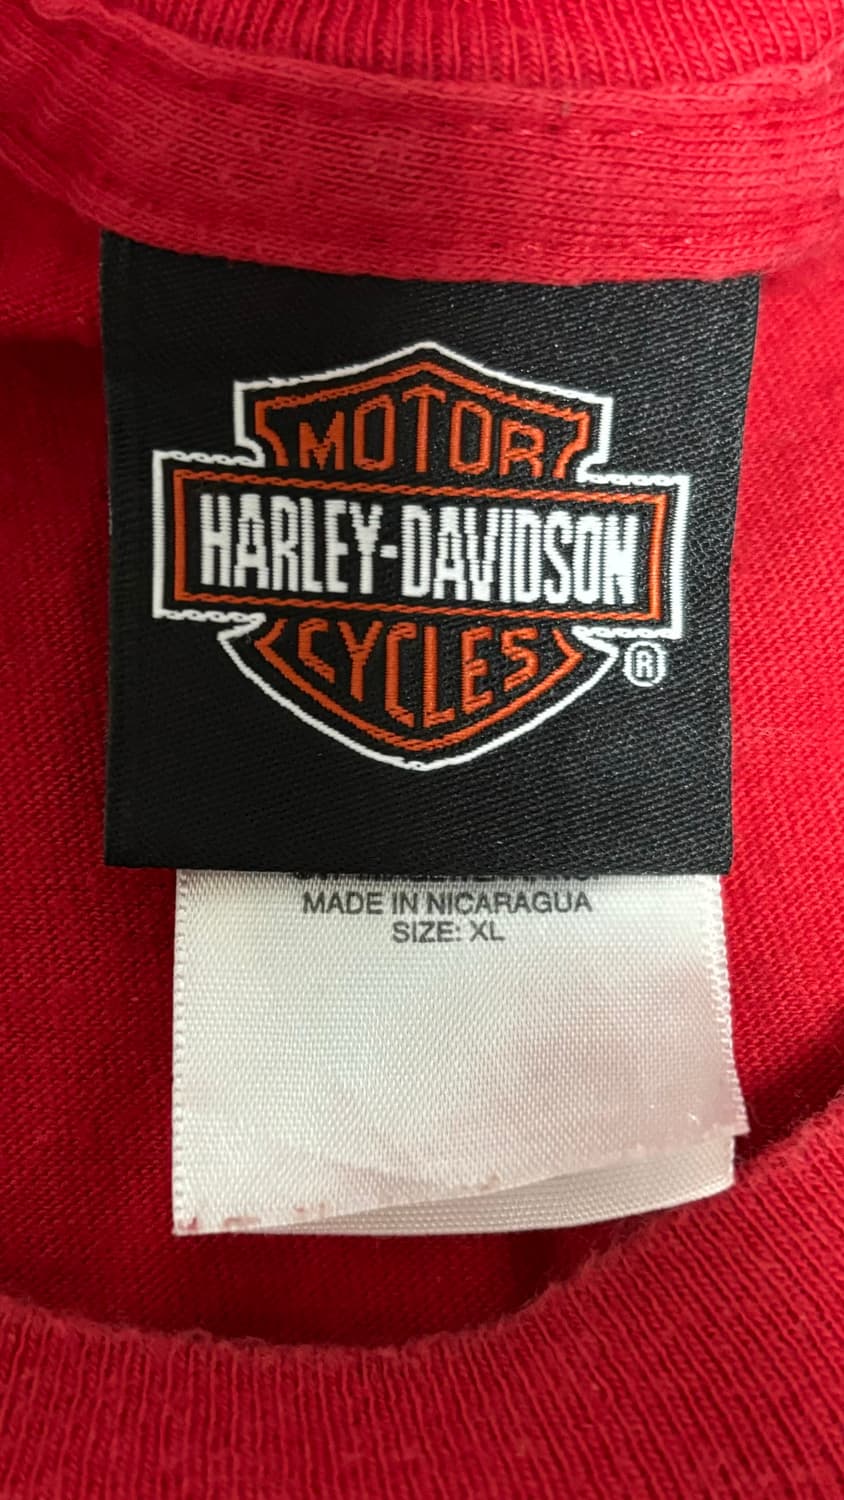 MOTOR
HARLEY-DAVIDSON
CYCLES
®
MADE IN NICARAGUA
SIZE: XL